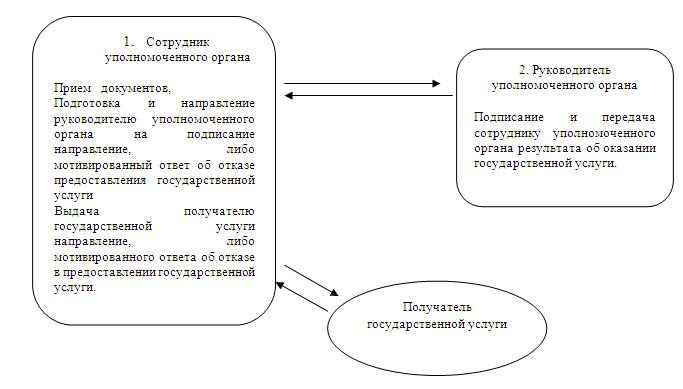 1. Сотрудник
уполномоченного органа
Прием документов,
Подготовка и направление
руководителю уполномоченного
органа на подписание
направление, либо
мотивированный ответ об отказе
предоставления государственной
услуги
Выдача получателю
государственной услуги
направление, либо
мотивированного ответа об отказе
в предоставлении государственной
услуги.
2. Руководитель
уполномоченного органа
Подписание и передача
сотруднику уполномоченного
органа результата об оказании
государственной услуги.
Получатель
государственной услуги